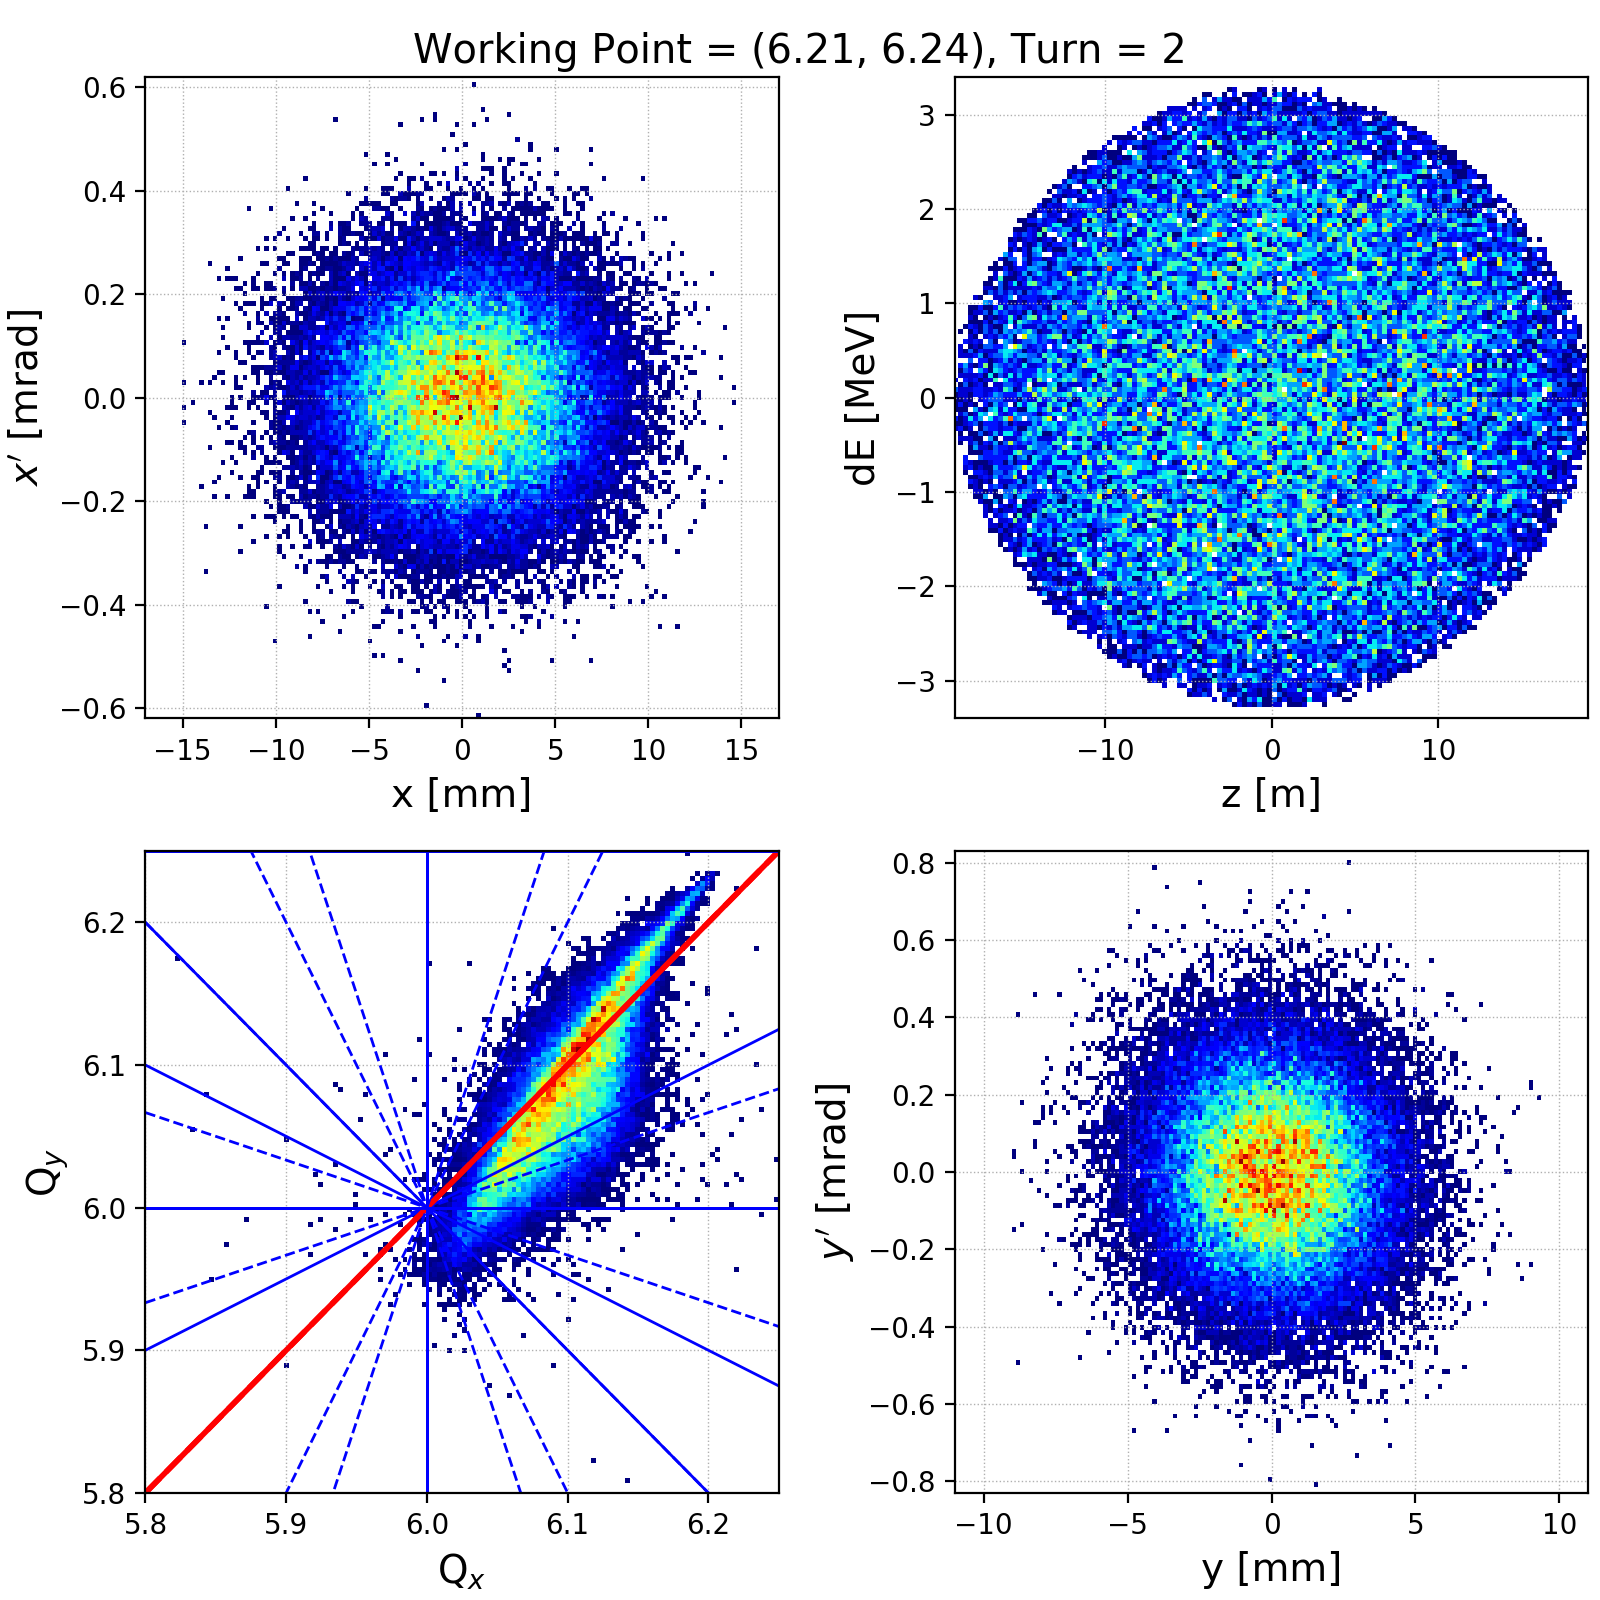 Working Point = (6.21, 6.24), Turn = 2
0.6
0.4
0.2
0.0
−0.2
−0.4
−0.6
x′ [mrad]
−15 −10 −5 0 5 10 15
x [mm]
3
2
1
0
−1
−2
−3
dE [MeV]
−10 0 10
z [m]
6.2
6.1
6.0
5.9
5.8
Qy
5.8 5.9 6.0 6.1 6.2
Qx
0.8
0.6
0.4
0.2
0.0
−0.2
−0.4
−0.6
−0.8
y′ [mrad]
−10 −5 0 5 10
y [mm]